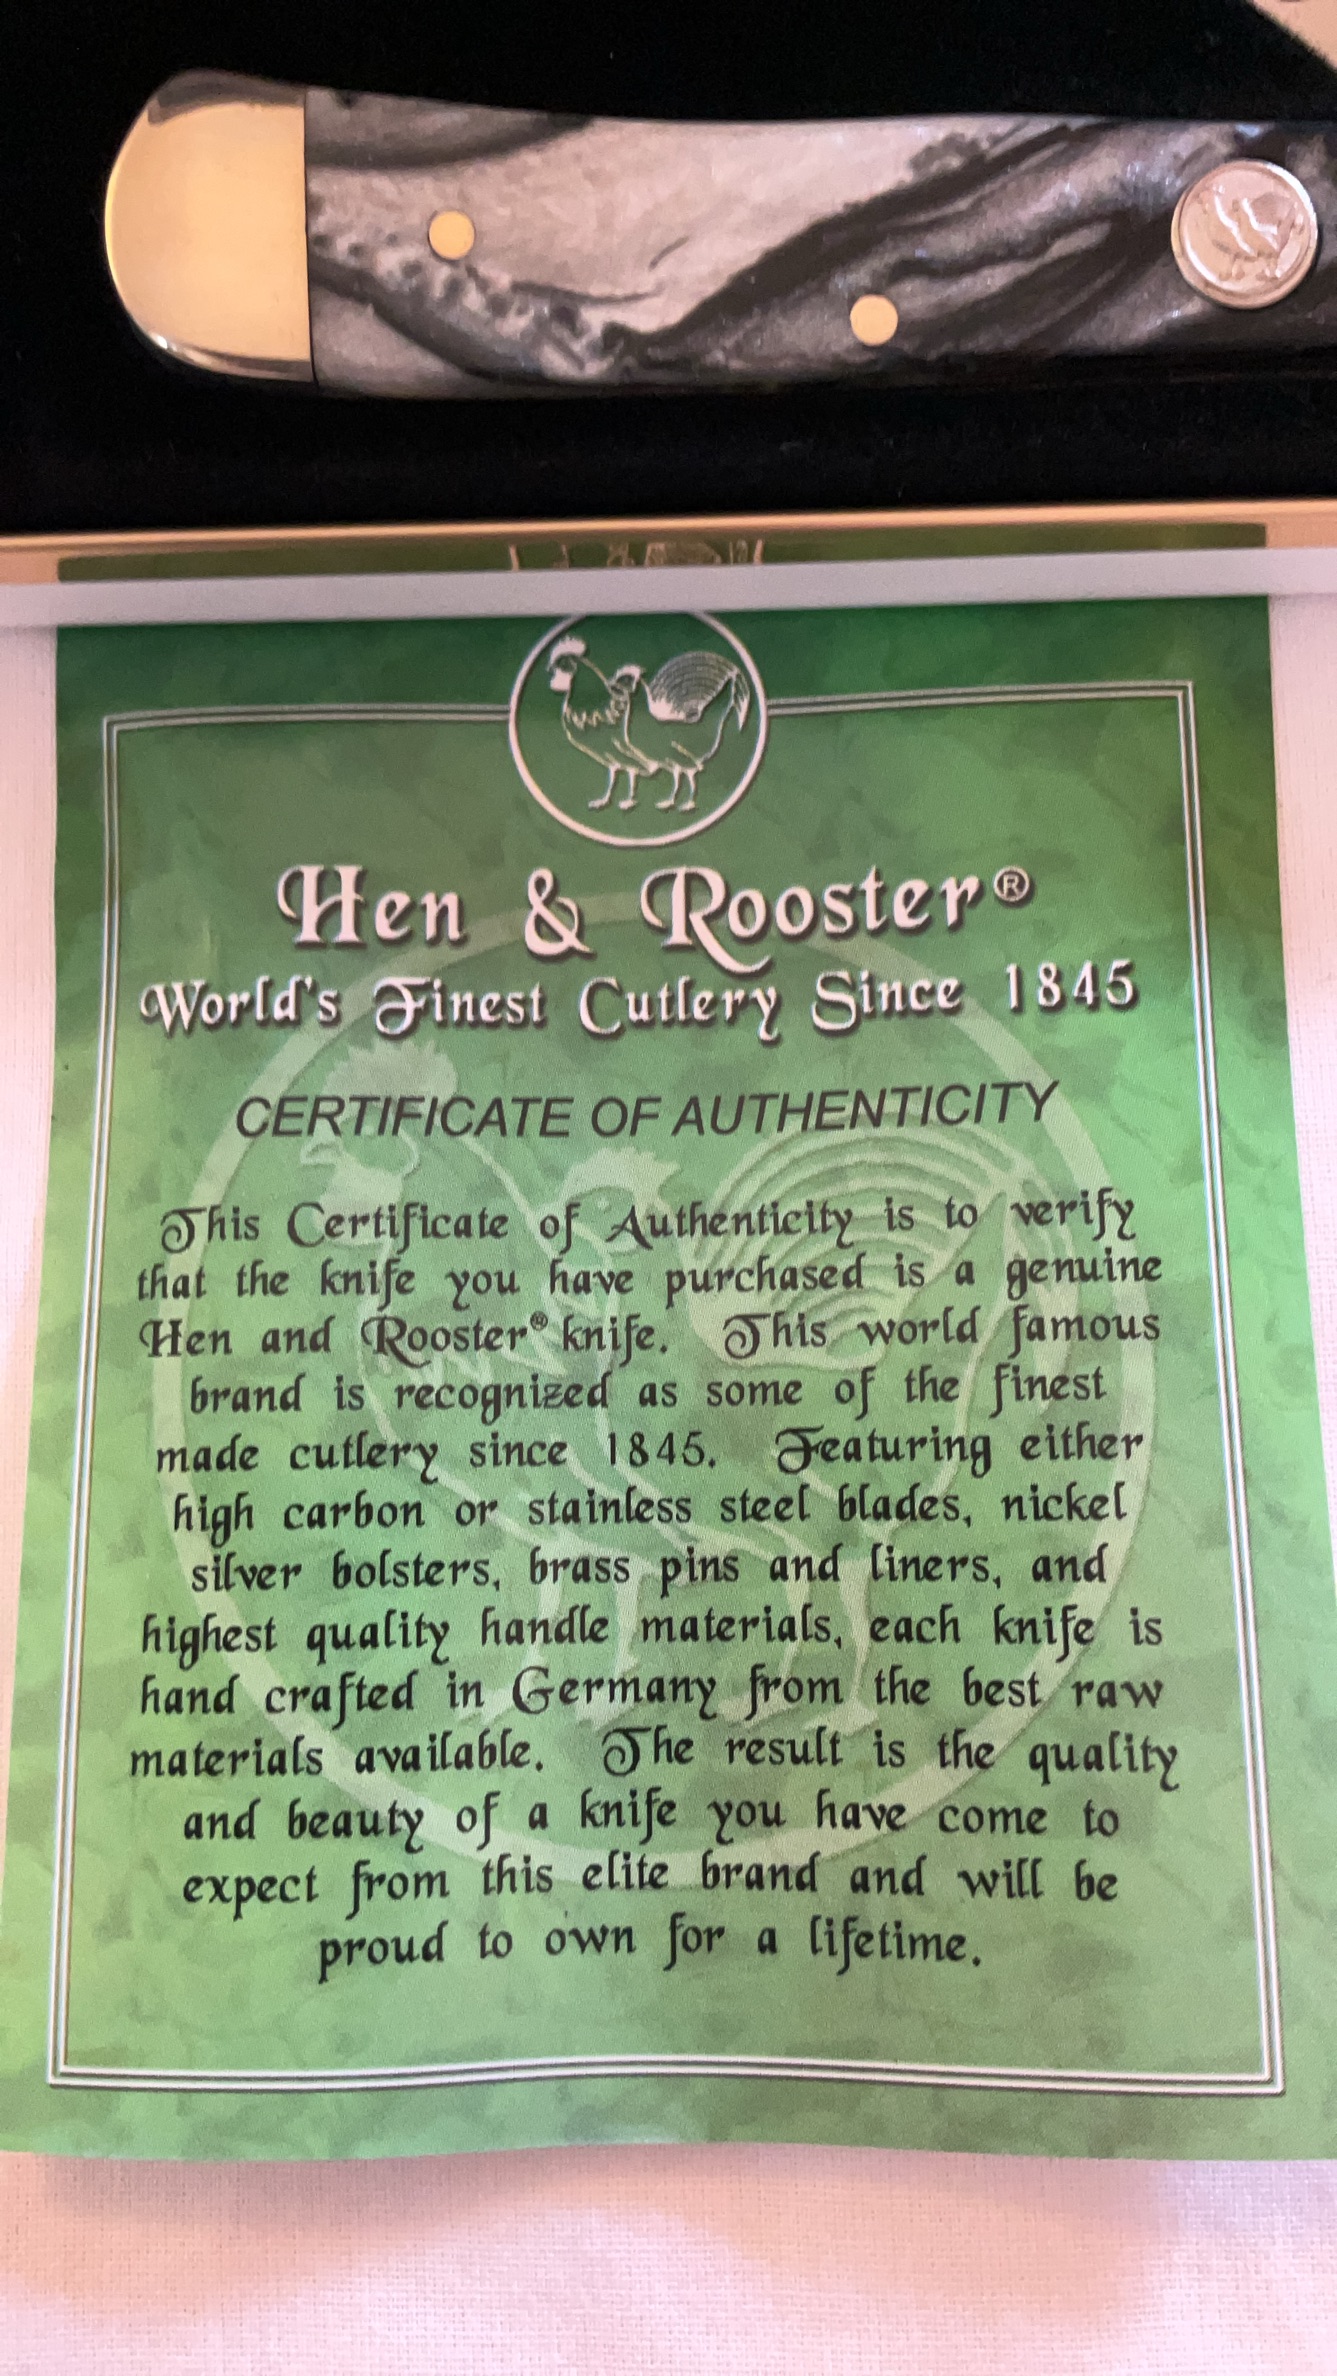 Hen & Rooster®
World's Finest Cutlery Since 1845
CERTIFICATE OF AUTHENTICITY
This Certificate of Authenticity is to verify
that the knife you have purchased is a genuine
Hen and Rooster® knife. This world famous
brand is recognized as some of the finest
made cutlery since 1845. Featuring either
high carbon or stainless steel blades, nickel
silver bolsters, brass pins and liners, and
highest quality handle materials, each knife is
hand crafted in Germany from the best raw
materials available. The result is the quality
and beauty of a knife you have come to
expect from this elite brand and will be
proud to own for a lifetime.